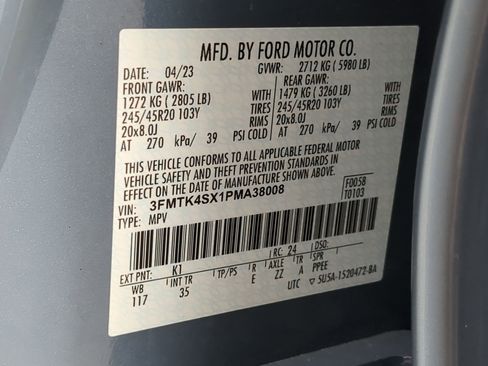 MFD. BY FORD MOTOR CO.
DATE: 04/23 GVWR: 2712 KG ( 5980 LB)
FRONT GAWR: REAR GAWR:
1272 KG ( 2805 LB) WITH 1479 KG ( 3260 LB) WITH
245/45R20 103Y TIRES 245/45R20 103Y TIRES
20x8.0J RIMS 20x8.0J RIMS
AT 270 kPa/ 39 PSI COLD AT 270 kPa/ 39 PSI COLD
THIS VEHICLE CONFORMS TO ALL APPLICABLE FEDERAL MOTOR
VEHICLE SAFETY AND THEFT PREVENTION STANDARDS IN
EFFECT ON THE DATE OF MANUFACTURE SHOWN ABOVE.
VIN: 3FMTK4SX1PMA38008 F0058
TYPE: MPV T0103
EXT PNT: K1 RC: 24 DSO:
WB INT TR TP/PS R AXLE TR SPR
117 35 E ZZ A PPEE
UTC ▽ 5U5A-1520472-BA